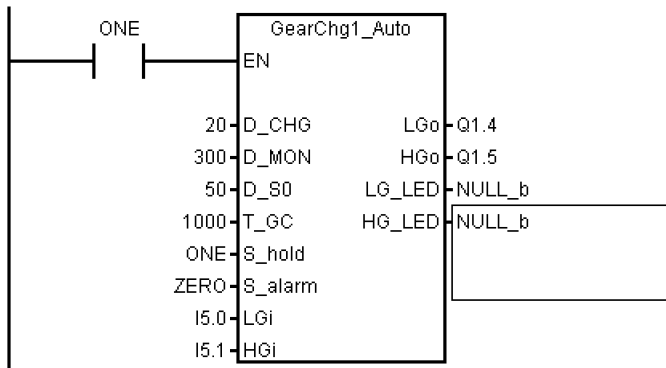 ONE GearChg1_Auto
EN
20 D_CHG LGo Q1.4
300 D_MON HGo Q1.5
50 D_S0 LG_LED NULL_b
1000 T_GC HG_LED NULL_b
ONE S_hold
ZERO S_alarm
I5.0 LGi
I5.1 HGi